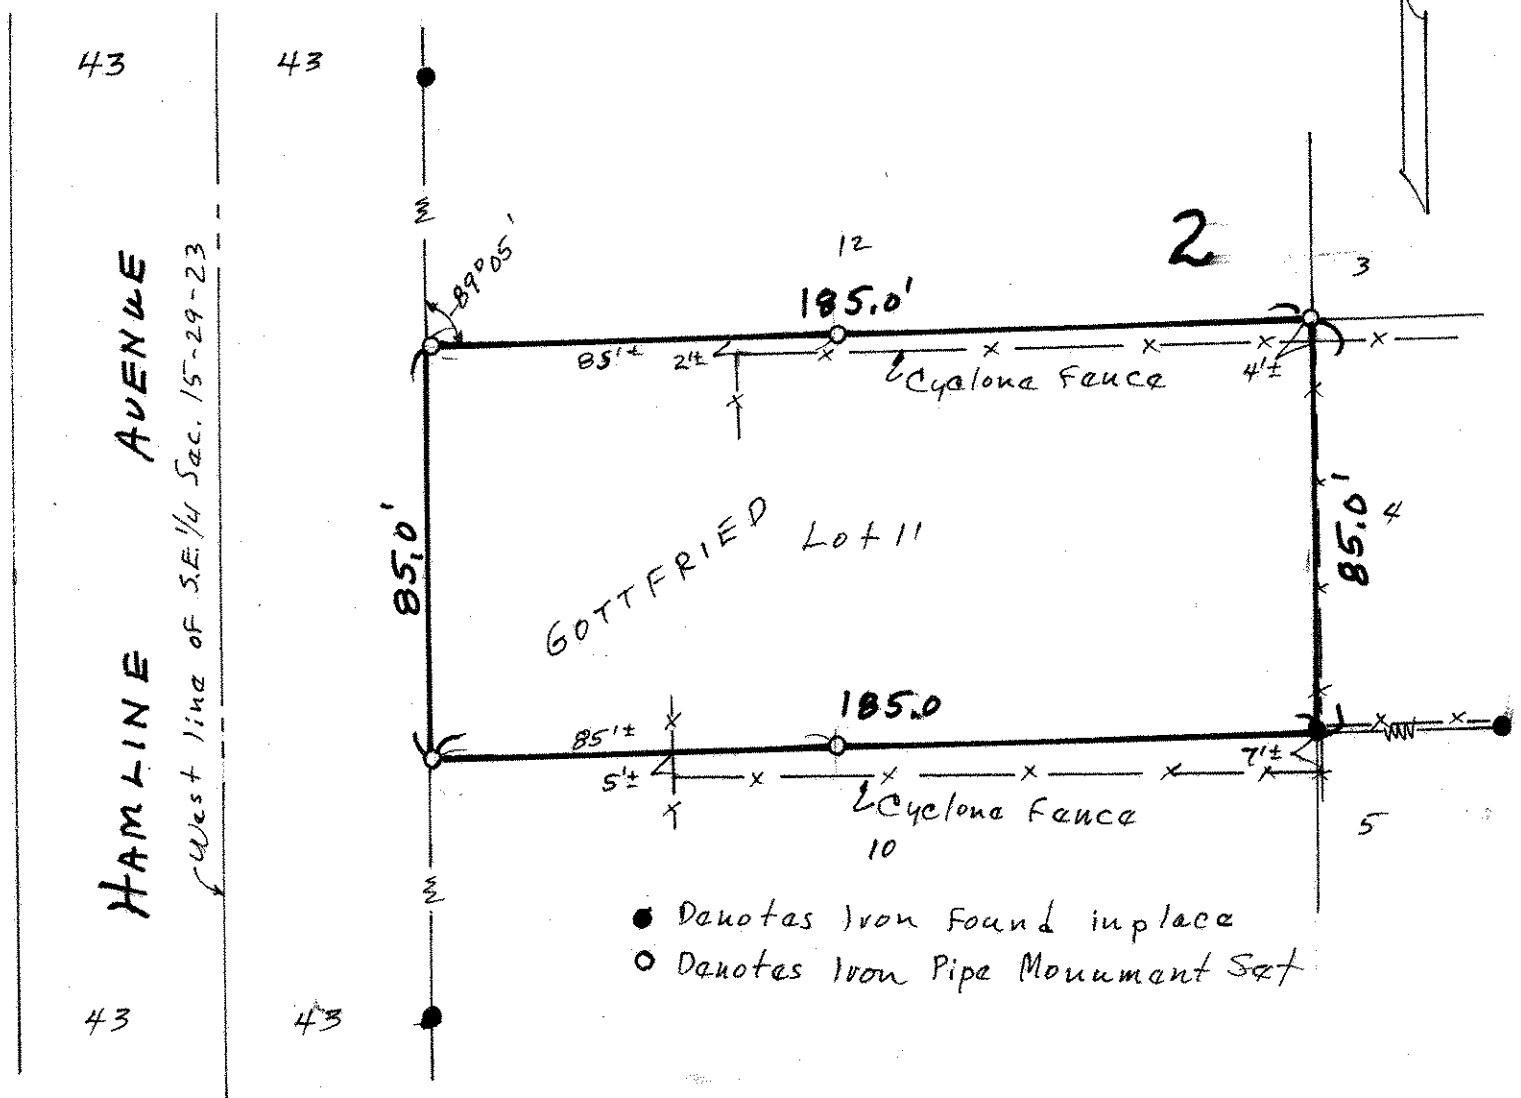 43
43
89°05'
12
2
3
185.0'
85'±
2'±
Cyclone Fence
4'±
HAMLINE AVENUE
West line of S.E.1/4 Sec. 15-29-23
85.0'
GOTTFRIED
Lot 11
85.0'
4
185.0
85'±
5'±
7'±
Cyclone Fence
10
5
Denotes Iron Found inplace
Denotes Iron Pipe Monument Set
43
43